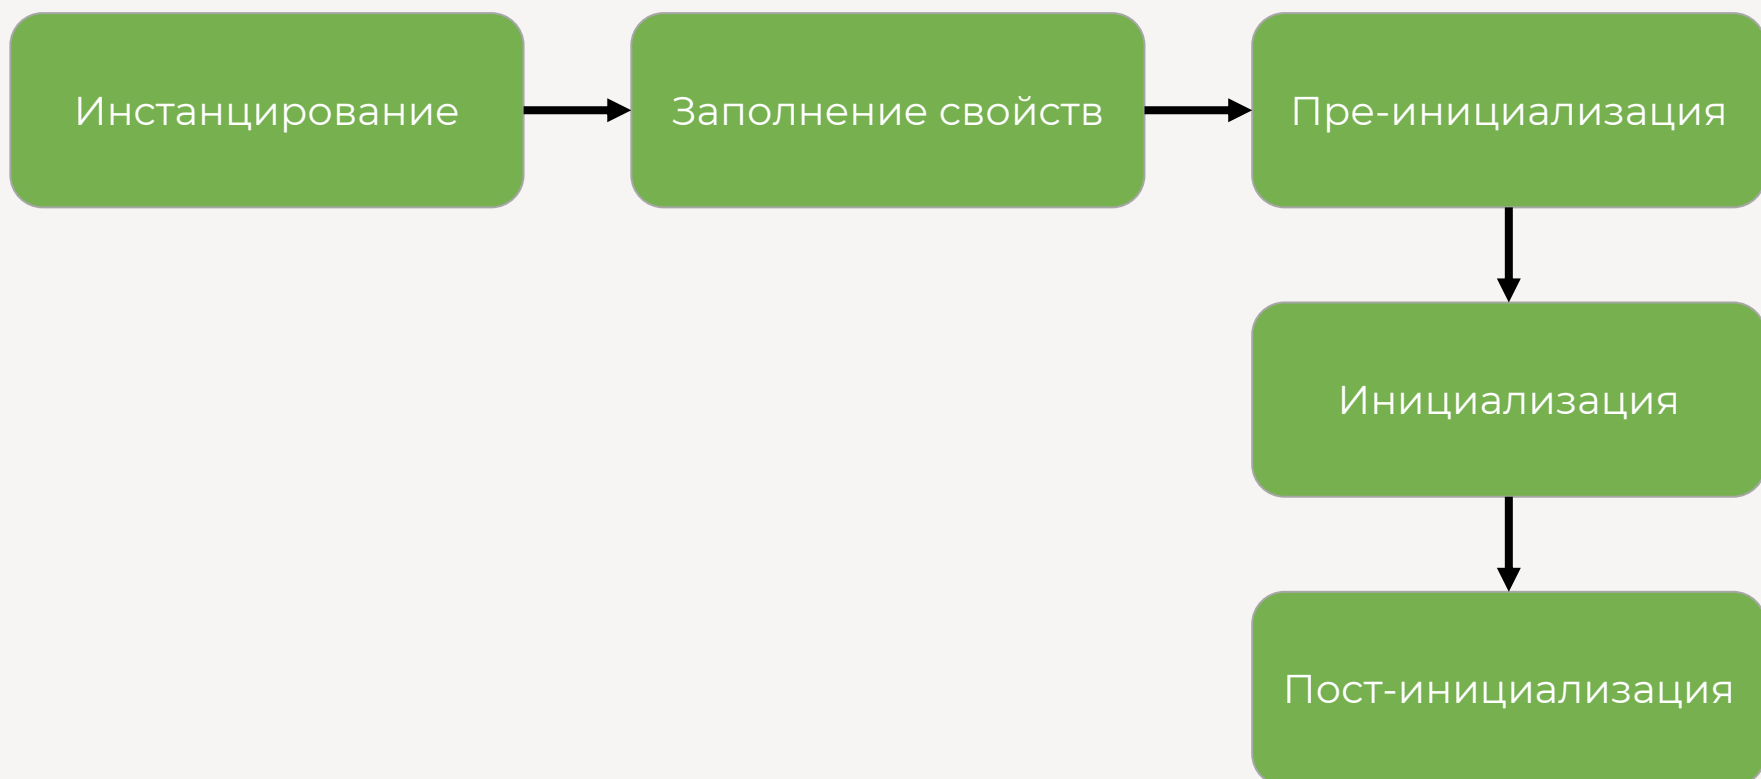 Инстанцирование
Заполнение свойств
Пре-инициализация
Инициализация
Пост-инициализация